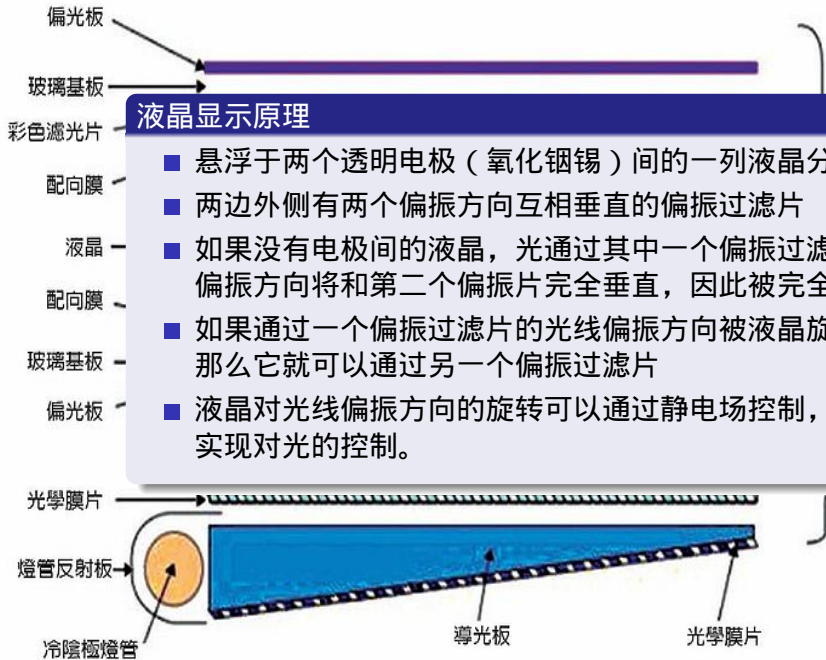 偏光板
玻璃基板
彩色濾光片
配向膜
液晶
配向膜
玻璃基板
偏光板
液晶显示原理
悬浮于两个透明电极（氧化铟锡）间的一列液晶分
两边外侧有两个偏振方向互相垂直的偏振过滤片
如果没有电极间的液晶，光通过其中一个偏振过滤
偏振方向将和第二个偏振片完全垂直，因此被完全
如果通过一个偏振过滤片的光线偏振方向被液晶旋
那么它就可以通过另一个偏振过滤片
液晶对光线偏振方向的旋转可以通过静电场控制，
实现对光的控制。
光學膜片
燈管反射板
冷陰極燈管
導光板
光學膜片